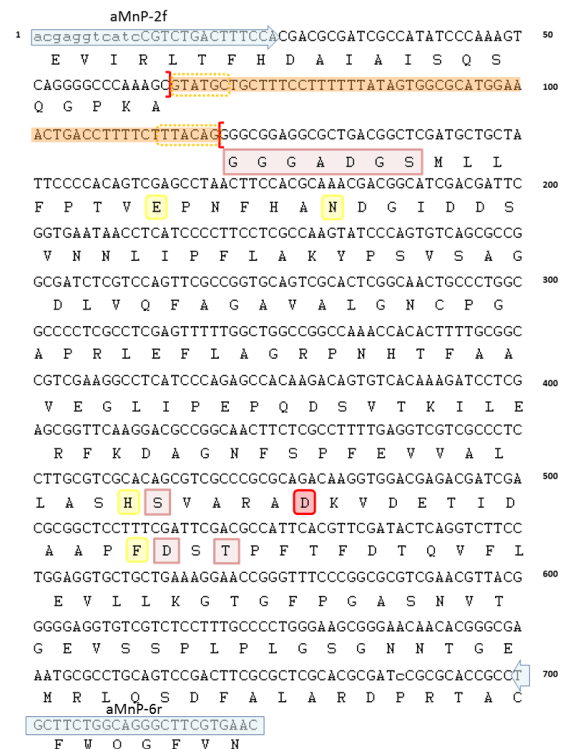 aMnP-2f
1 acgaggtcatcCGTCTGACTTTCCACGACGCGATCGCCATATCCCAAAGT 50
E V I R L T F H D A I A I S Q S
CAGGGGCCCAAAGCGTATGCTGCTTTCCTTTTTTATAGTGGCGCATGGAA 100
Q G P K A
ACTGACCTTTTCTTTACAGGGGCGGAGGCGCTGACGGCTCGATGCTGCTA
G G G A D G S M L L
TTCCCCACAGTCGAGCCTAACTTCCACGCAAACGACGGCATCGACGATTC 200
F P T V E P N F H A N D G I D D S
GGTGAATAACCTCATCCCCTTCCTCGCCAAGTATCCCAGTGTCAGCGCCG
V N N L I P F L A K Y P S V S A G
GCGATCTCGTCCAGTTCGCCGGTGCAGTCGCACTCGGCAACTGCCCTGGC 300
D L V Q F A G A V A L G N C P G
GCCCCTCGCCTCGAGTTTTTGGCTGGCCGGCCAAACCACACTTTTGCGGC
A P R L E F L A G R P N H T F A A
CGTCGAAGGCCTCATCCCAGAGCCACAAGACAGTGTCACAAAGATCCTCG 400
V E G L I P E P Q D S V T K I L E
AGCGGTTCAAGGACGCCGGCAACTTCTCGCCTTTTGAGGTCGTCGCCCTC
R F K D A G N F S P F E V V A L
CTTGCGTCGCACAGCGTCGCCCGCGCAGACAAGGTGGACGAGACGATCGA 500
L A S H S V A R A D K V D E T I D
CGCGGCTCCTTTCGATTCGACGCCATTCACGTTCGATACTCAGGTCTTCC
A A P F D S T P F T F D T Q V F L
TGGAGGTGCTGCTGAAAGGAACCGGGTTTCCCGGCGCGTCGAACGTTACG 600
E V L L K G T G F P G A S N V T
GGGGAGGTGTCGTCTCCTTTGCCCCTGGGAAGCGGGAACAACACGGGCGA
G E V S S P L P L G S G N N T G E
AATGCGCCTGCAGTCCGACTTCGCGCTCGCACGCGATcCGCGCACCGCCT 700
M R L Q S D F A L A R D P R T A C
aMnP-6r
GCTTCTGGCAGGGCTTCGTGAAC
F W Q G F V N